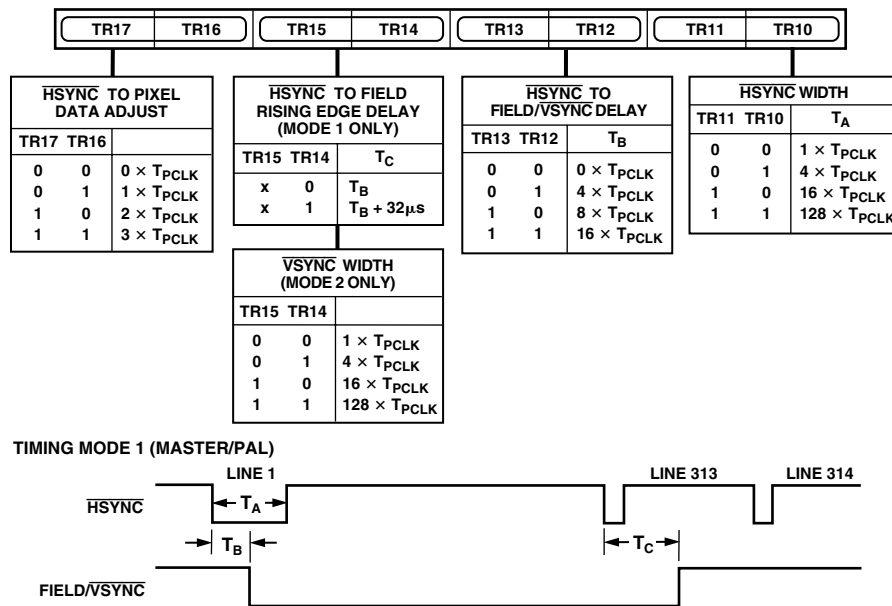 TR17 TR16 TR15 TR14 TR13 TR12 TR11 TR10
HSYNC TO PIXEL
DATA ADJUST
TR17 TR16
0 0 0 × TPCLK
0 1 1 × TPCLK
1 0 2 × TPCLK
1 1 3 × TPCLK
HSYNC TO FIELD
RISING EDGE DELAY
(MODE 1 ONLY)
TR15 TR14 TC
x 0 TB
x 1 TB + 32μs
HSYNC TO
FIELD/VSYNC DELAY
TR13 TR12 TB
0 0 0 × TPCLK
0 1 4 × TPCLK
1 0 8 × TPCLK
1 1 16 × TPCLK
HSYNC WIDTH
TR11 TR10 TA
0 0 1 × TPCLK
0 1 4 × TPCLK
1 0 16 × TPCLK
1 1 128 × TPCLK
VSYNC WIDTH
(MODE 2 ONLY)
TR15 TR14
0 0 1 × TPCLK
0 1 4 × TPCLK
1 0 16 × TPCLK
1 1 128 × TPCLK
TIMING MODE 1 (MASTER/PAL)
LINE 1 LINE 313 LINE 314
HSYNC
TA
TB
TC
FIELD/VSYNC